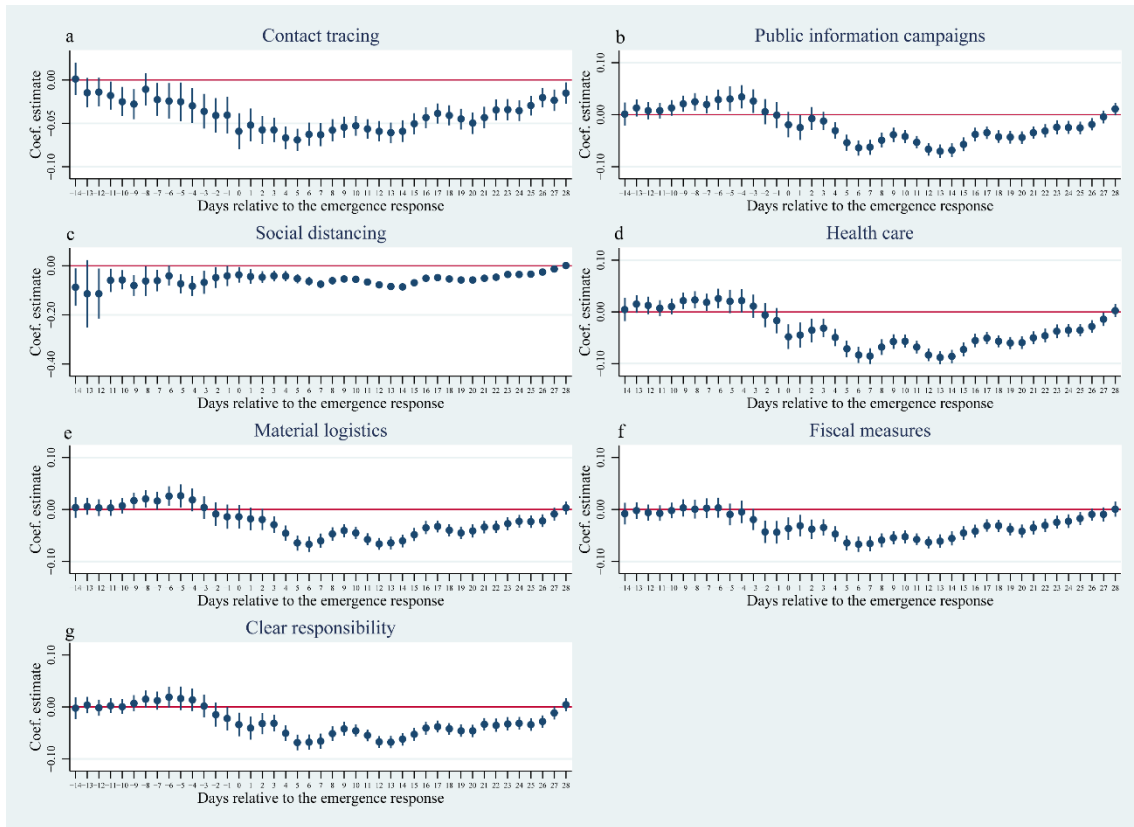 a Contact tracing
Coef. estimate
0.00
−0.05
−0.10
−14 −13 −12 −11 −10 −9 −8 −7 −6 −5 −4 −3 −2 −1 0 1 2 3 4 5 6 7 8 9 10 11 12 13 14 15 16 17 18 19 20 21 22 23 24 25 26 27 28
Days relative to the emergence response
b Public information campaigns
Coef. estimate
0.10
0.00
−0.10
−14 −13 −12 −11 −10 −9 −8 −7 −6 −5 −4 −3 −2 −1 0 1 2 3 4 5 6 7 8 9 10 11 12 13 14 15 16 17 18 19 20 21 22 23 24 25 26 27 28
Days relative to the emergence response
c Social distancing
Coef. estimate
0.00
−0.20
−0.40
−14 −13 −12 −11 −10 −9 −8 −7 −6 −5 −4 −3 −2 −1 0 1 2 3 4 5 6 7 8 9 10 11 12 13 14 15 16 17 18 19 20 21 22 23 24 25 26 27 28
Days relative to the emergence response
d Health care
Coef. estimate
0.10
0.00
−0.10
−14 −13 −12 −11 −10 −9 −8 −7 −6 −5 −4 −3 −2 −1 0 1 2 3 4 5 6 7 8 9 10 11 12 13 14 15 16 17 18 19 20 21 22 23 24 25 26 27 28
Days relative to the emergence response
e Material logistics
Coef. estimate
0.10
0.00
−0.10
−14 −13 −12 −11 −10 −9 −8 −7 −6 −5 −4 −3 −2 −1 0 1 2 3 4 5 6 7 8 9 10 11 12 13 14 15 16 17 18 19 20 21 22 23 24 25 26 27 28
Days relative to the emergence response
f Fiscal measures
Coef. estimate
0.10
0.00
−0.10
−14 −13 −12 −11 −10 −9 −8 −7 −6 −5 −4 −3 −2 −1 0 1 2 3 4 5 6 7 8 9 10 11 12 13 14 15 16 17 18 19 20 21 22 23 24 25 26 27 28
Days relative to the emergence response
g Clear responsibility
Coef. estimate
0.10
0.00
−0.10
−14 −13 −12 −11 −10 −9 −8 −7 −6 −5 −4 −3 −2 −1 0 1 2 3 4 5 6 7 8 9 10 11 12 13 14 15 16 17 18 19 20 21 22 23 24 25 26 27 28
Days relative to the emergence response